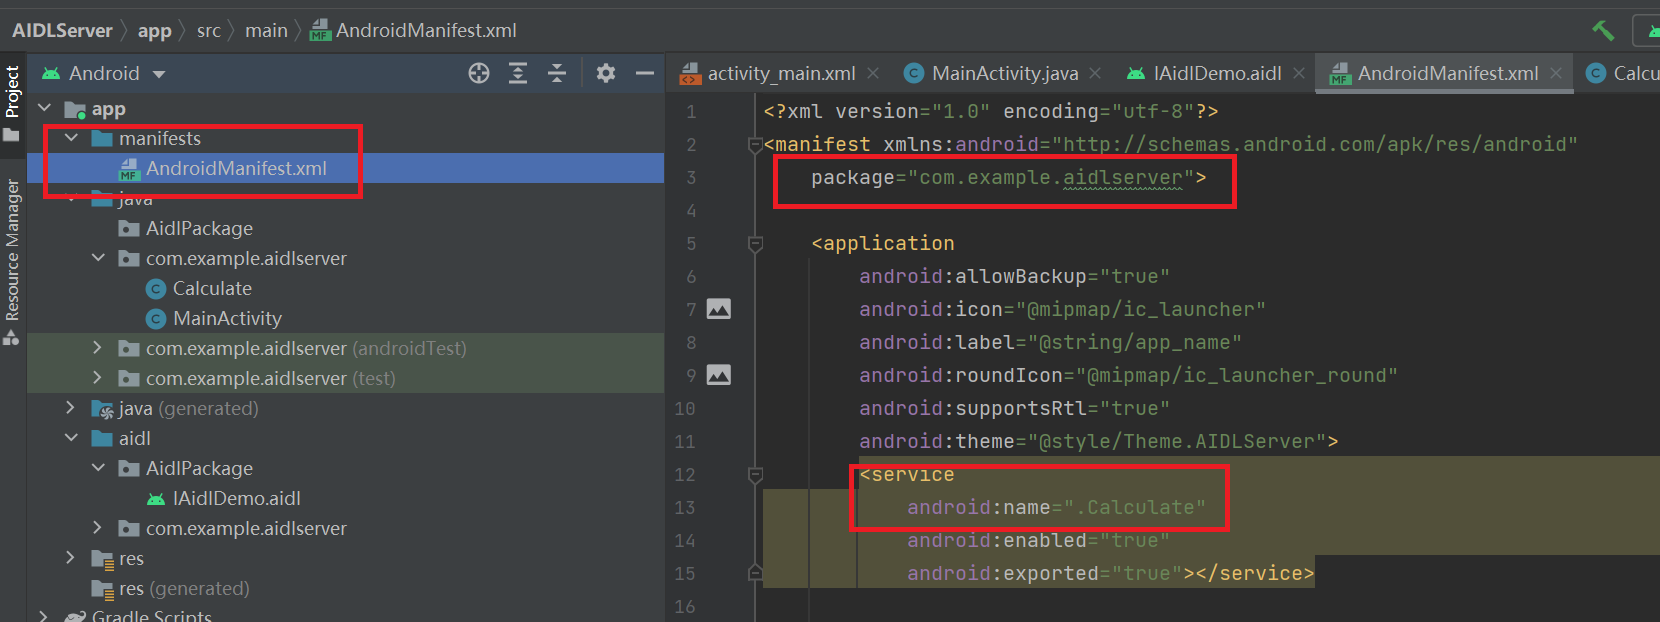 AIDLServer app src main AndroidManifest.xml
Project
Resource Manager
Android
app
manifests
AndroidManifest.xml
java
AidlPackage
com.example.aidlserver
Calculate
MainActivity
com.example.aidlserver (androidTest)
com.example.aidlserver (test)
java (generated)
aidl
AidlPackage
IAidlDemo.aidl
com.example.aidlserver
res
res (generated)
Gradle Scripts
activity_main.xml MainActivity.java IAidlDemo.aidl AndroidManifest.xml Calcu
1 <?xml version="1.0" encoding="utf-8"?>
2 <manifest xmlns:android="http://schemas.android.com/apk/res/android"
3 package="com.example.aidlserver">
4
5 <application
6 android:allowBackup="true"
7 android:icon="@mipmap/ic_launcher"
8 android:label="@string/app_name"
9 android:roundIcon="@mipmap/ic_launcher_round"
10 android:supportsRtl="true"
11 android:theme="@style/Theme.AIDLServer">
12 <service
13 android:name=".Calculate"
14 android:enabled="true"
15 android:exported="true"></service>
16